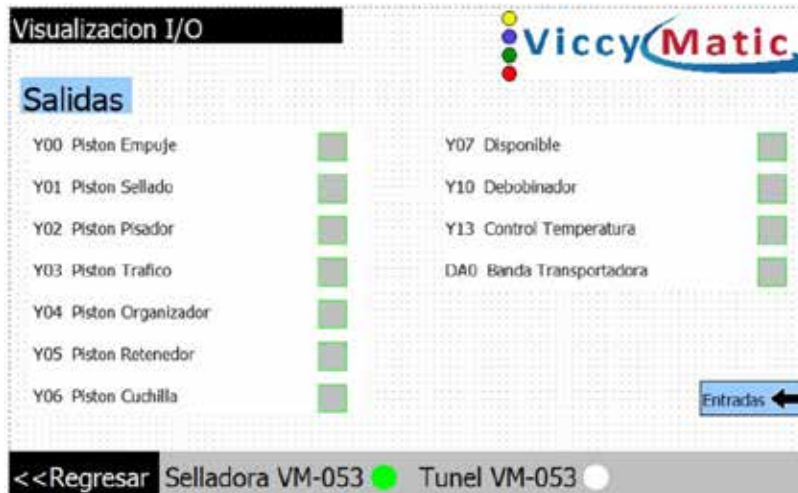 Visualizacion I/O
ViccyMatic
Salidas
Y00 Piston Empuje
Y01 Piston Sellado
Y02 Piston Pisador
Y03 Piston Trafico
Y04 Piston Organizador
Y05 Piston Retenedor
Y06 Piston Cuchilla
Y07 Disponible
Y10 Debobinador
Y13 Control Temperatura
DA0 Banda Transportadora
Entradas
<<Regresar Selladora VM-053 Tunel VM-053